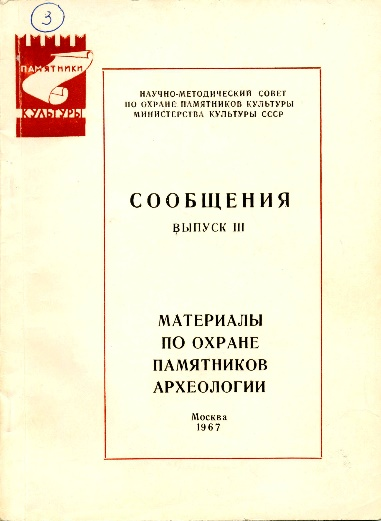 3
ПАМЯТНИКИ
КУЛЬТУРЫ
НАУЧНО-МЕТОДИЧЕСКИЙ СОВЕТ
ПО ОХРАНЕ ПАМЯТНИКОВ КУЛЬТУРЫ
МИНИСТЕРСТВА КУЛЬТУРЫ СССР
СООБЩЕНИЯ
ВЫПУСК III
МАТЕРИАЛЫ
ПО ОХРАНЕ
ПАМЯТНИКОВ
АРХЕОЛОГИИ
Москва
1967